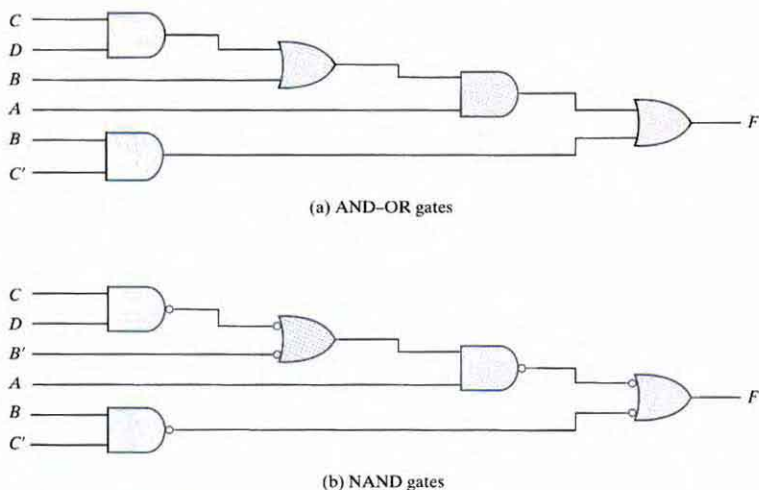 C
D
B
A
B
C'
F
(a) AND–OR gates
C
D
B'
A
B
C'
F
(b) NAND gates